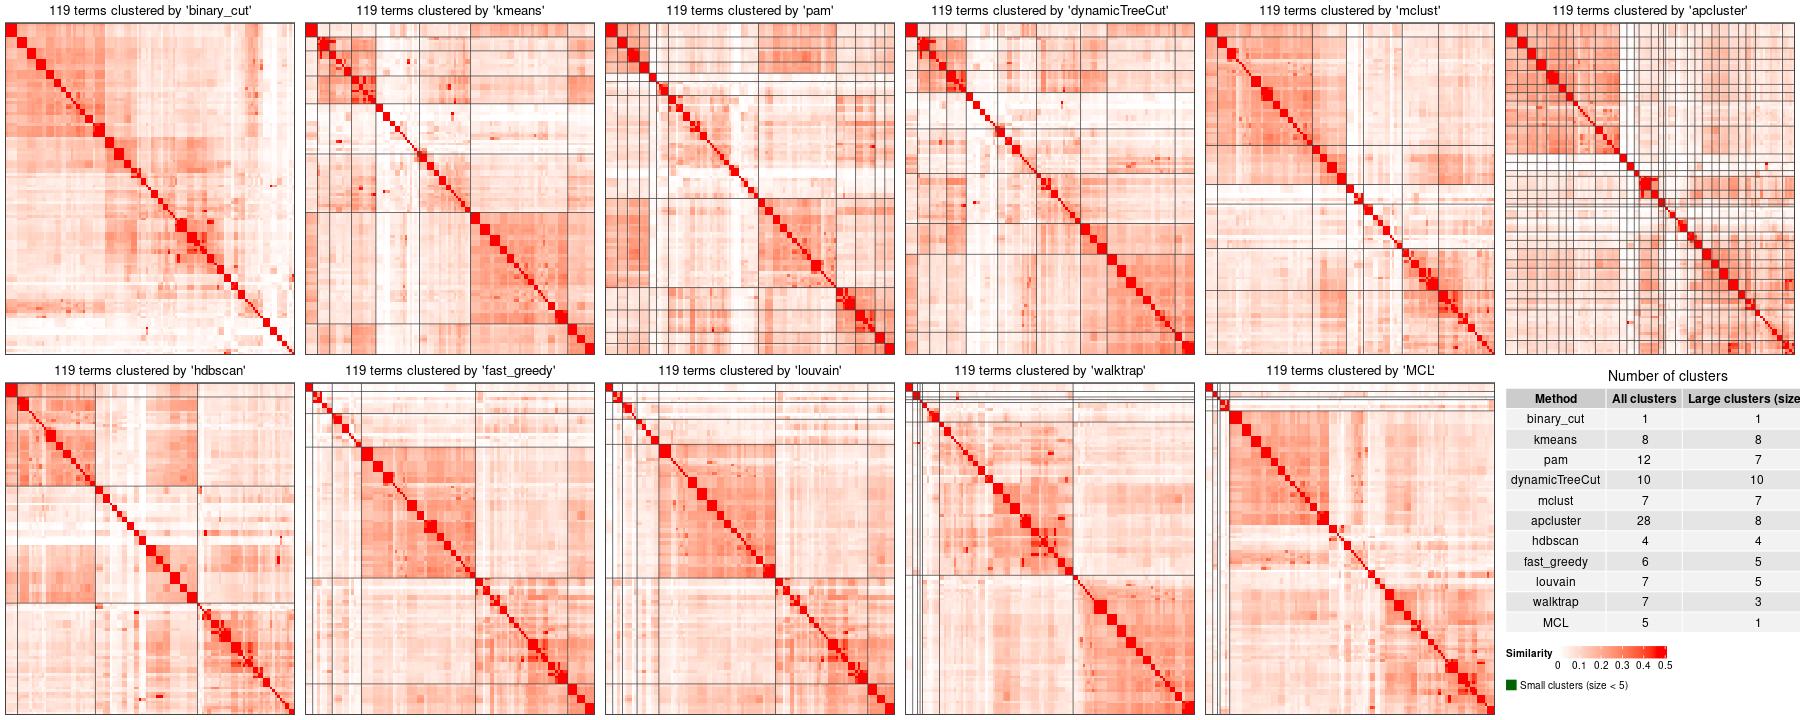 119 terms clustered by 'binary_cut'
119 terms clustered by 'kmeans'
119 terms clustered by 'pam'
119 terms clustered by 'dynamicTreeCut'
119 terms clustered by 'mclust'
119 terms clustered by 'apcluster'
119 terms clustered by 'hdbscan'
119 terms clustered by 'fast_greedy'
119 terms clustered by 'louvain'
119 terms clustered by 'walktrap'
119 terms clustered by 'MCL'
Number of clusters
Method All clusters Large clusters (size
binary_cut 1 1
kmeans 8 8
pam 12 7
dynamicTreeCut 10 10
mclust 7 7
apcluster 28 8
hdbscan 4 4
fast_greedy 6 5
louvain 7 5
walktrap 7 3
MCL 5 1
Similarity
0 0.1 0.2 0.3 0.4 0.5
Small clusters (size < 5)